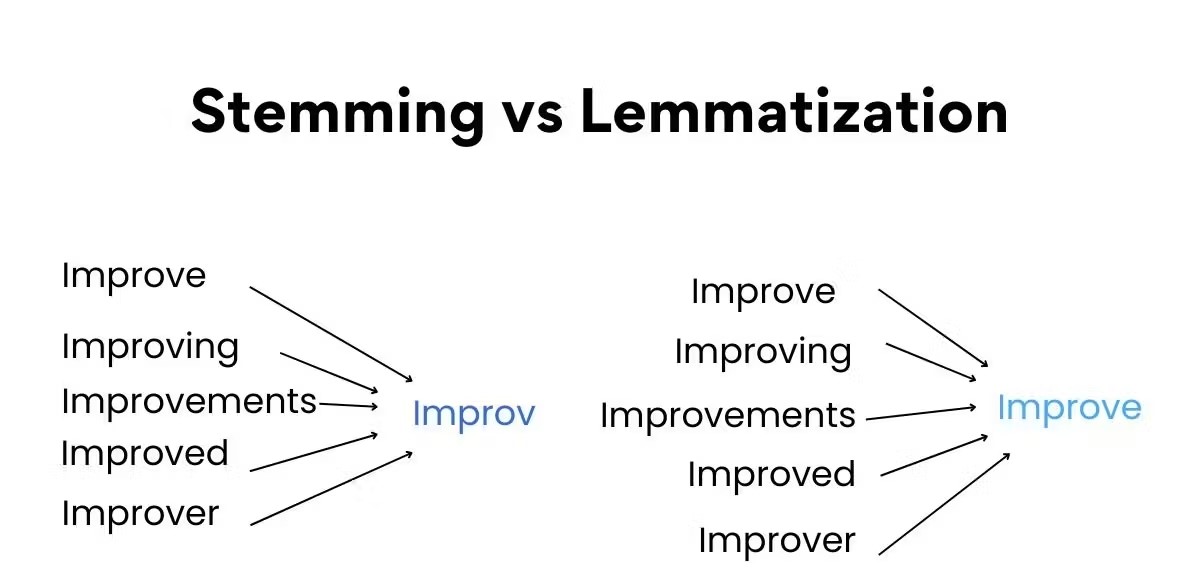 Stemming vs Lemmatization
Improve
Improving
Improvements
Improved
Improver
Improv
Improve
Improving
Improvements
Improved
Improver
Improve